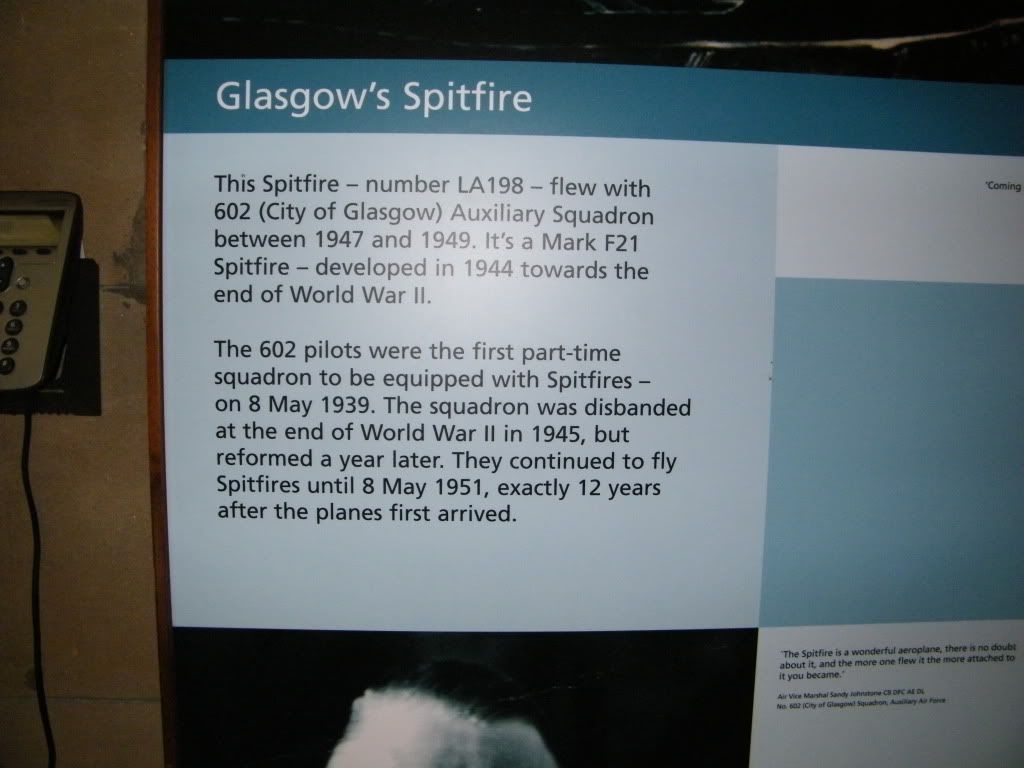 Glasgow's Spitfire
This Spitfire – number LA198 – flew with
602 (City of Glasgow) Auxiliary Squadron
between 1947 and 1949. It's a Mark F21
Spitfire – developed in 1944 towards the
end of World War II.
The 602 pilots were the first part-time
squadron to be equipped with Spitfires –
on 8 May 1939. The squadron was disbanded
at the end of World War II in 1945, but
reformed a year later. They continued to fly
Spitfires until 8 May 1951, exactly 12 years
after the planes first arrived.
'Coming
'The Spitfire is a wonderful aeroplane, there is no doubt
about it, and the more one flew it the more attached to
it you became.'
Air Vice Marshal Sandy Johnstone CB DFC AE DL
No. 602 (City of Glasgow) Squadron, Auxiliary Air Force